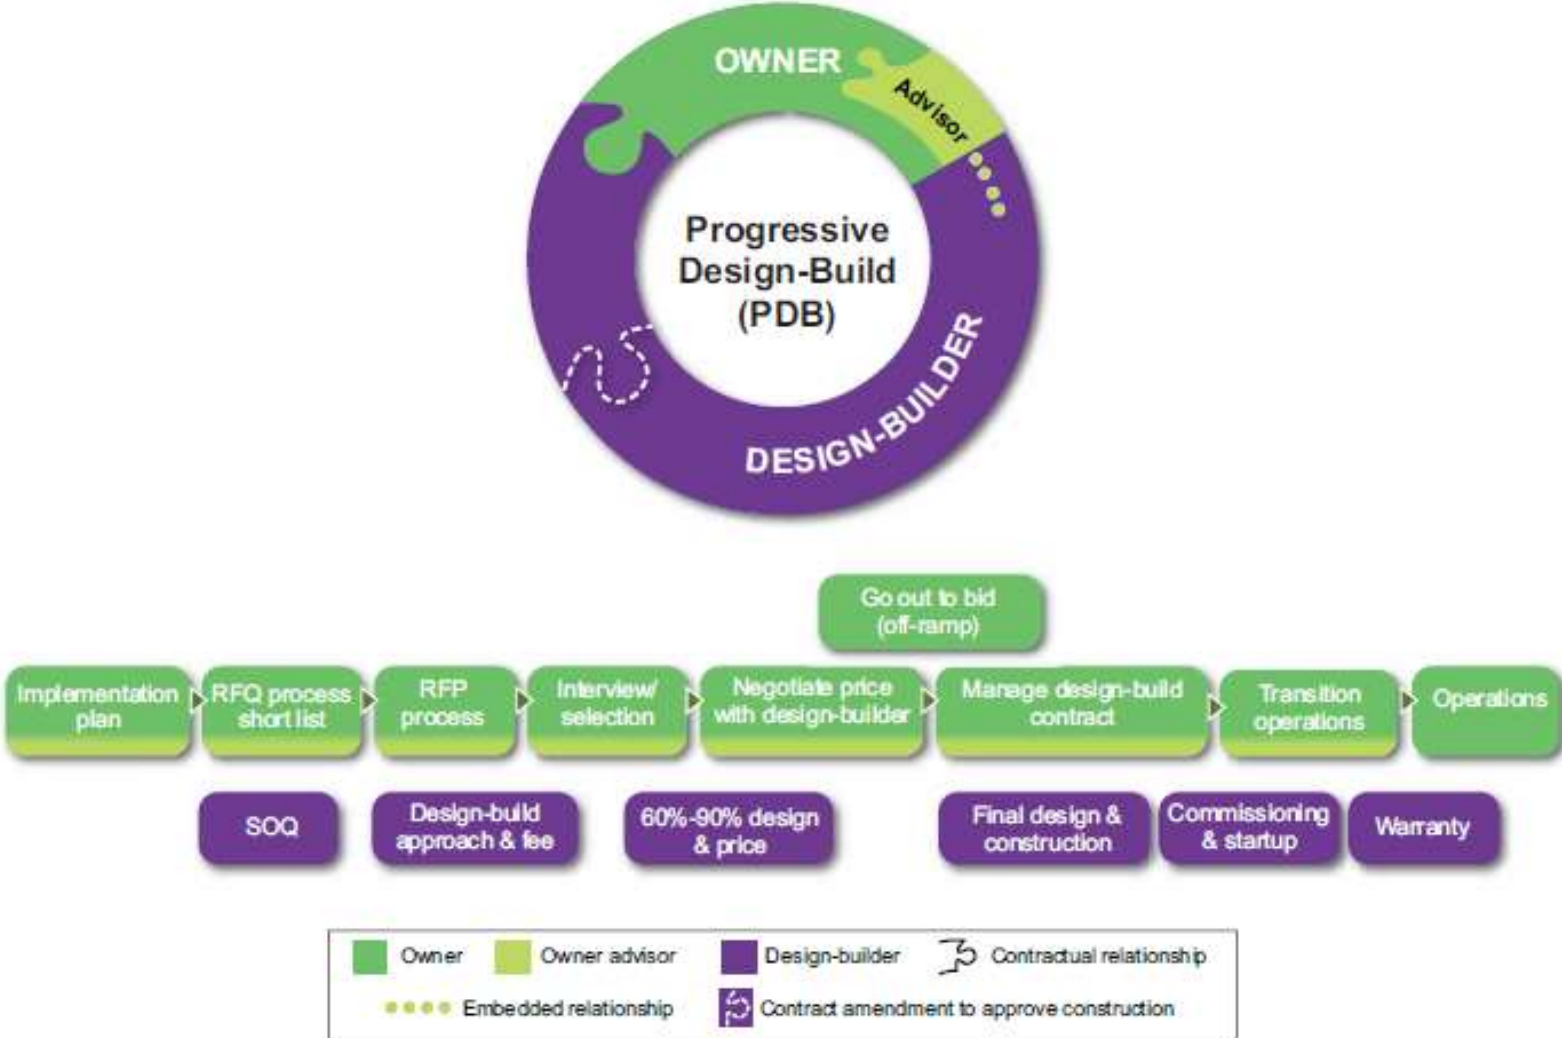 OWNER
Advisor
Progressive
Design-Build
(PDB)
DESIGN-BUILDER
Go out to bid
(off-ramp)
Implementation
plan
RFQ process
short list
RFP
process
Interview/
selection
Negotiate price
with design-builder
Manage design-build
contract
Transition
operations
Operations
SOQ
Design-build
approach & fee
60%-90% design
& price
Final design &
construction
Commissioning
& startup
Warranty
Owner
Owner advisor
Design-builder
Contractual relationship
Embedded relationship
Contract amendment to approve construction